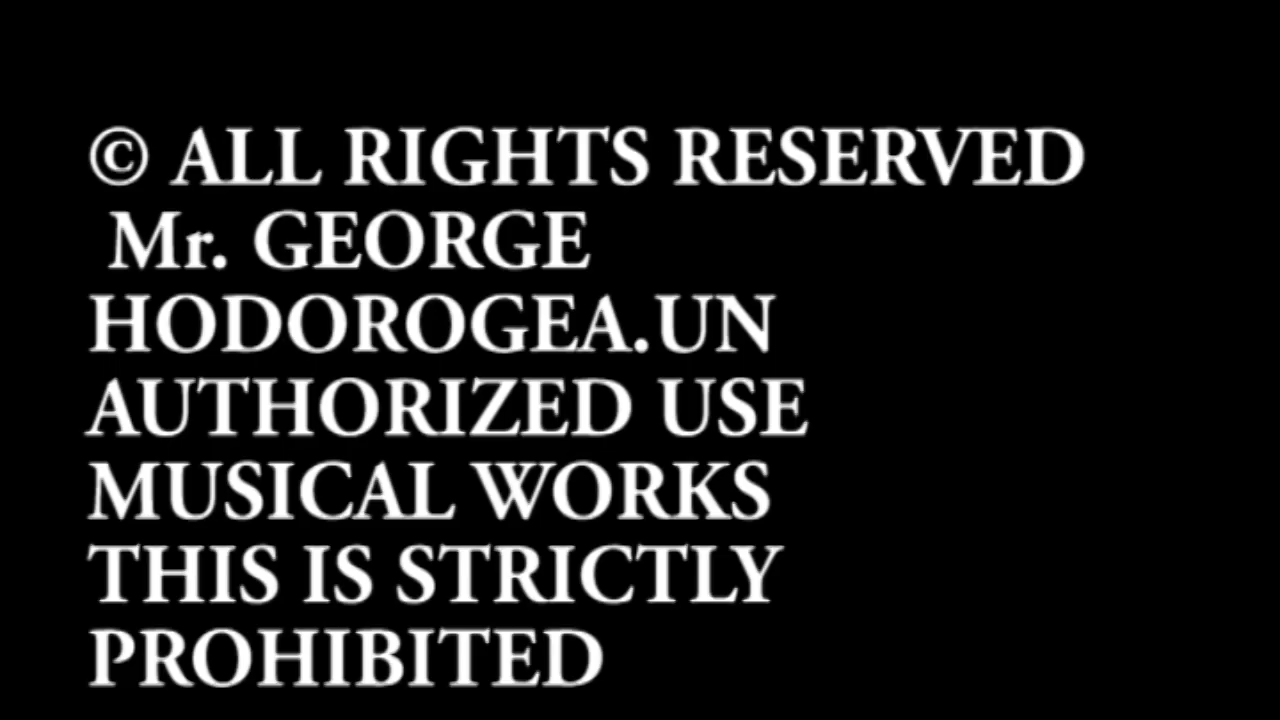 © ALL RIGHTS RESERVED
Mr. GEORGE
HODOROGEA.UN
AUTHORIZED USE
MUSICAL WORKS
THIS IS STRICTLY
PROHIBITED